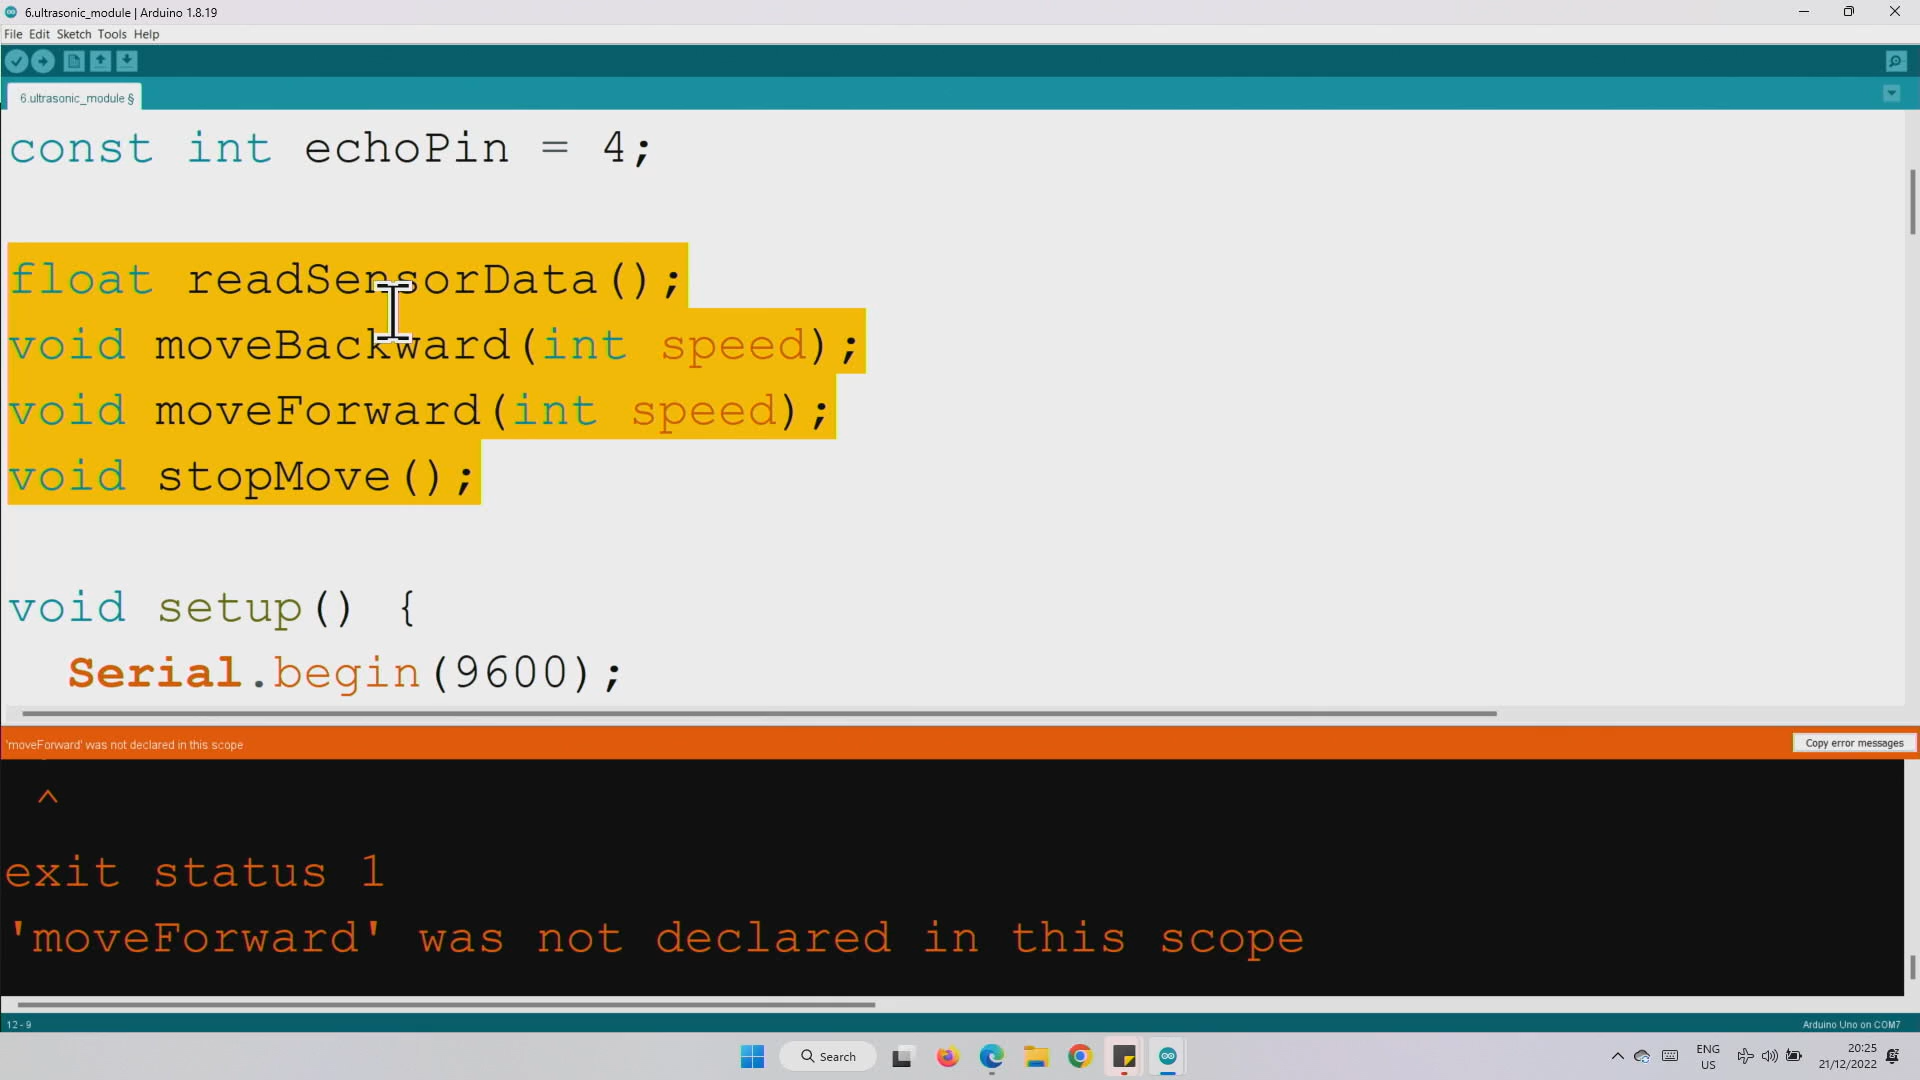 6.ultrasonic_module | Arduino 1.8.19
File Edit Sketch Tools Help
6.ultrasonic_module §
const int echoPin = 4;
float readSensorData();
void moveBackward(int speed);
void moveForward(int speed);
void stopMove();
void setup() {
Serial.begin(9600);
'moveForward' was not declared in this scope
Copy error messages
^
exit status 1
'moveForward' was not declared in this scope
12 - 9
Arduino Uno on COM7
Search
ENG
US
20:25
21/12/2022